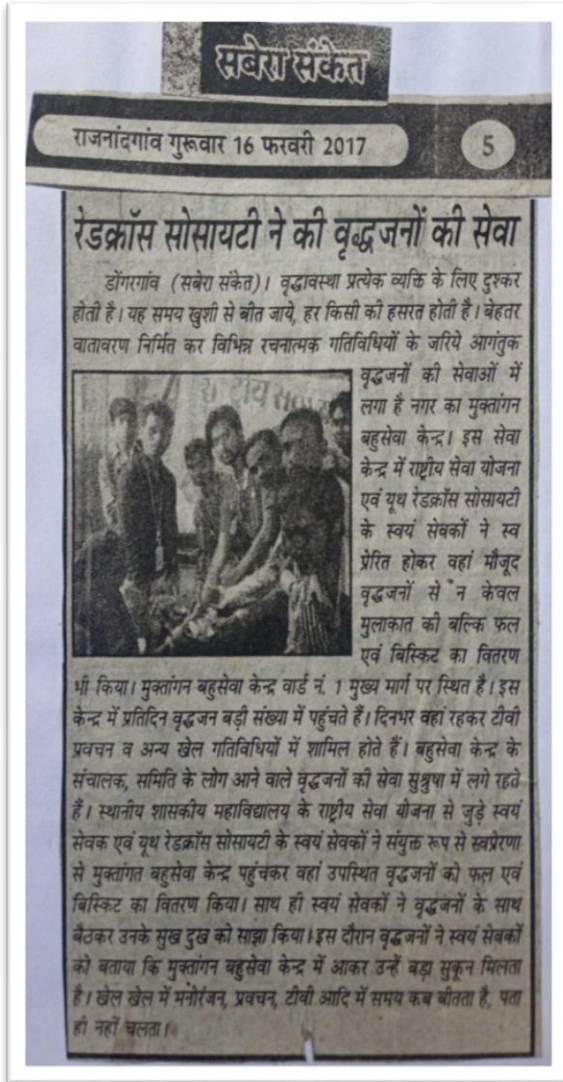 सबेरा संकेत
राजनांदगांव गुरूवार 16 फरवरी 2017
5
रेडक्रॉस सोसायटी ने की वृद्धजनों की सेवा
डोंगरगांव (सबेरा संकेत)। वृद्धावस्था प्रत्येक व्यक्ति के लिए दुश्कर
होती है। यह समय खुशी से बीत जाये, हर किसी की हसरत होती है। बेहतर
वातावरण निर्मित कर विभिन्न रचनात्मक गतिविधियों के जरिये आगंतुक
वृद्धजनों की सेवाओं में
लगा है नगर का मुक्तांगन
बहुसेवा केन्द्र। इस सेवा
केन्द्र में राष्ट्रीय सेवा योजना
एवं यूथ रेडक्रॉस सोसायटी
के स्वयं सेवकों ने स्व
प्रेरित होकर वहां मौजूद
वृद्धजनों से न केवल
मुलाकात की बल्कि फल
एवं बिस्किट का वितरण
भी किया। मुक्तांगन बहुसेवा केन्द्र वार्ड नं. 1 मुख्य मार्ग पर स्थित है। इस
केन्द्र में प्रतिदिन वृद्धजन बड़ी संख्या में पहुंचते हैं। दिनभर वहां रहकर टीवी
प्रवचन व अन्य खेल गतिविधियों में शामिल होते हैं। बहुसेवा केन्द्र के
संचालक, समिति के लोग आने वाले वृद्धजनों की सेवा सुश्रुषा में लगे रहते
हैं। स्थानीय शासकीय महाविद्यालय के राष्ट्रीय सेवा योजना से जुड़े स्वयं
सेवक एवं यूथ रेडक्रॉस सोसायटी के स्वयं सेवकों ने संयुक्त रूप से स्वप्रेरणा
से मुक्तांगत बहुसेवा केन्द्र पहुंचकर वहां उपस्थित वृद्धजनों को फल एवं
बिस्किट का वितरण किया। साथ ही स्वयं सेवकों ने वृद्धजनों के साथ
बैठकर उनके सुख दुख को साझा किया। इस दौरान वृद्धजनों ने स्वयं सेवकों
को बताया कि मुक्तांगन बहुसेवा केन्द्र में आकर उन्हें बड़ा सुकून मिलता
है। खेल खेल में मनोरंजन, प्रवचन, टीवी आदि में समय कब बीतता है, पता
ही नहीं चलता।